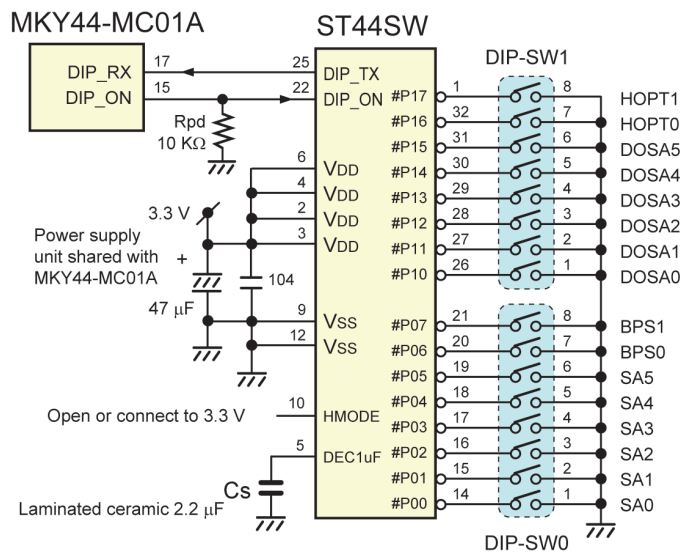 MKY44-MC01A
ST44SW
DIP-SW1
DIP_RX 17 25 DIP_TX
DIP_ON 15 22 DIP_ON
Rpd
10 KΩ
6 VDD
4 VDD
2 VDD
3 VDD
3.3 V
Power supply
unit shared with
MKY44-MC01A
+
104
47 μF
9 VSS
12 VSS
Open or connect to 3.3 V
10 HMODE
5 DEC1uF
Cs
Laminated ceramic 2.2 μF
#P17 1 8 HOPT1
#P16 32 7 HOPT0
#P15 31 6 DOSA5
#P14 30 5 DOSA4
#P13 29 4 DOSA3
#P12 28 3 DOSA2
#P11 27 2 DOSA1
#P10 26 1 DOSA0
#P07 21 8 BPS1
#P06 20 7 BPS0
#P05 19 6 SA5
#P04 18 5 SA4
#P03 17 4 SA3
#P02 16 3 SA2
#P01 15 2 SA1
#P00 14 1 SA0
DIP-SW0